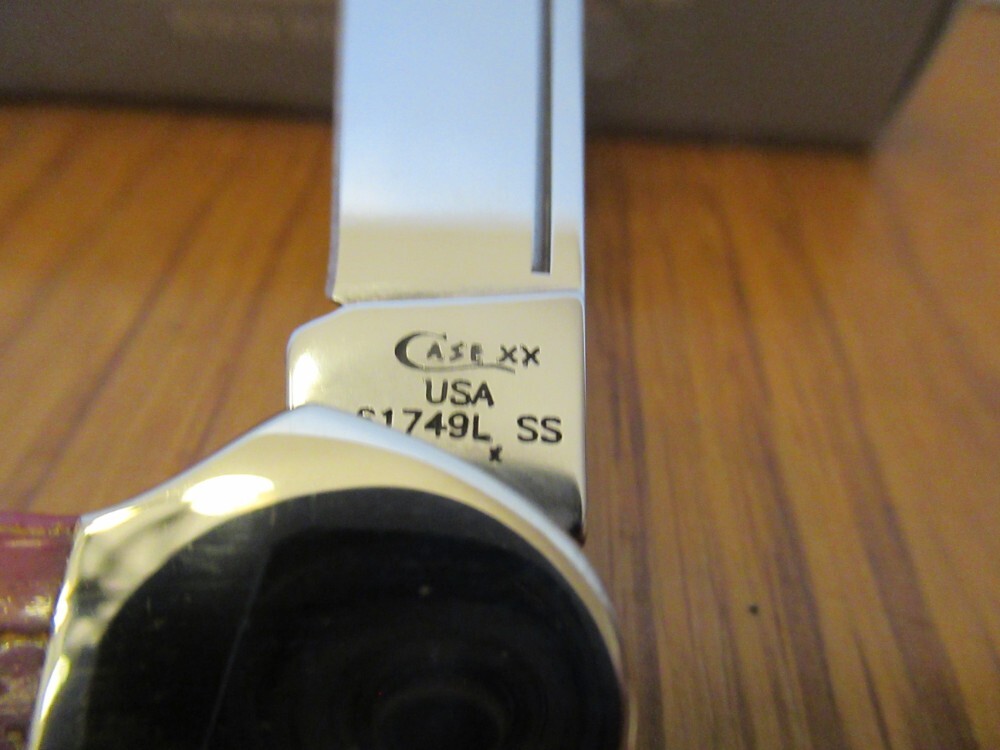 CASE XX
USA
61749L SS
x